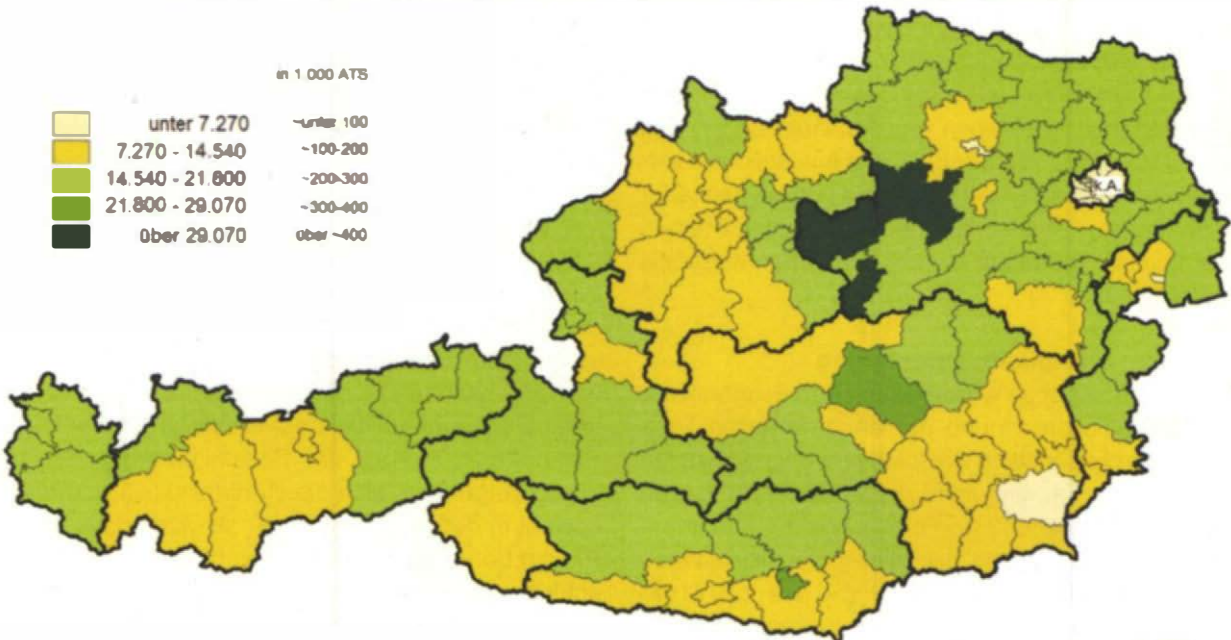 in 1 000 ATS
unter 7.270 ~unter 100
7.270 - 14.540 ~100-200
14.540 - 21.800 ~200-300
21.800 - 29.070 ~300-400
über 29.070 über ~400
k.A.